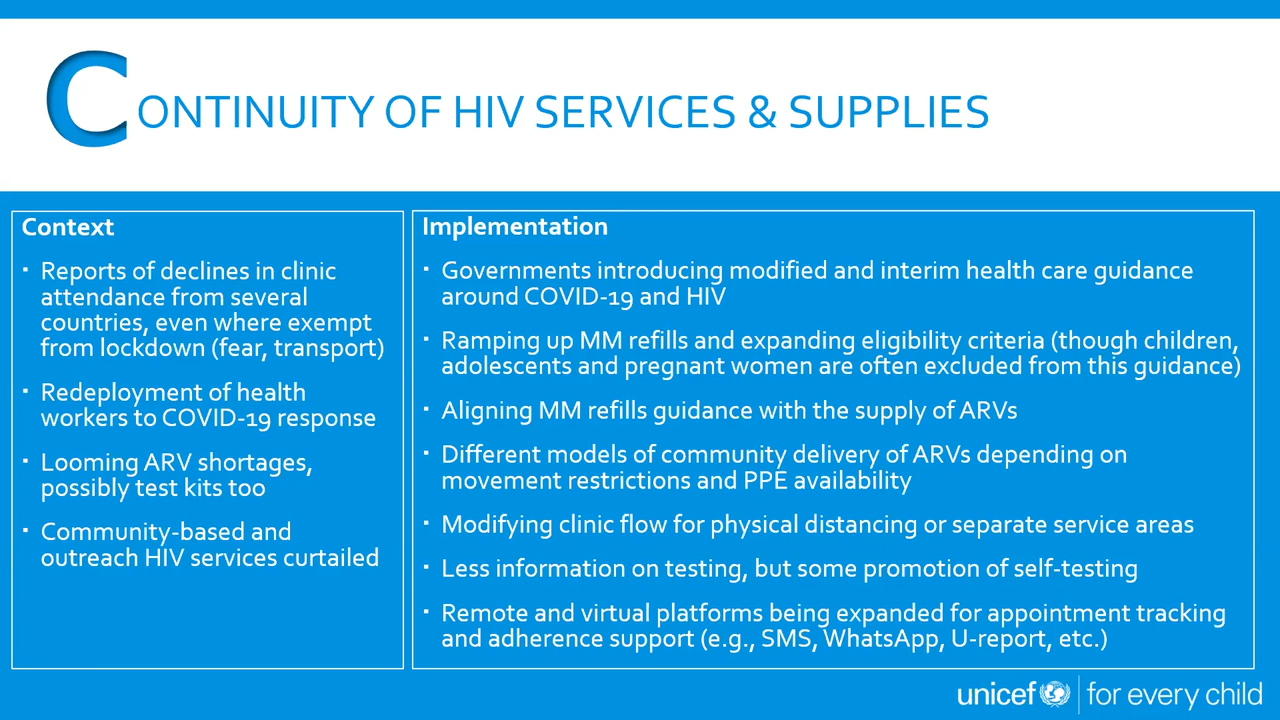 CONTINUITY OF HIV SERVICES & SUPPLIES
Context
▪ Reports of declines in clinic
attendance from several
countries, even where exempt
from lockdown (fear, transport)
▪ Redeployment of health
workers to COVID-19 response
▪ Looming ARV shortages,
possibly test kits too
▪ Community-based and
outreach HIV services curtailed
Implementation
▪ Governments introducing modified and interim health care guidance
around COVID-19 and HIV
▪ Ramping up MM refills and expanding eligibility criteria (though children,
adolescents and pregnant women are often excluded from this guidance)
▪ Aligning MM refills guidance with the supply of ARVs
▪ Different models of community delivery of ARVs depending on
movement restrictions and PPE availability
▪ Modifying clinic flow for physical distancing or separate service areas
▪ Less information on testing, but some promotion of self-testing
▪ Remote and virtual platforms being expanded for appointment tracking
and adherence support (e.g., SMS, WhatsApp, U-report, etc.)
unicef | for every child